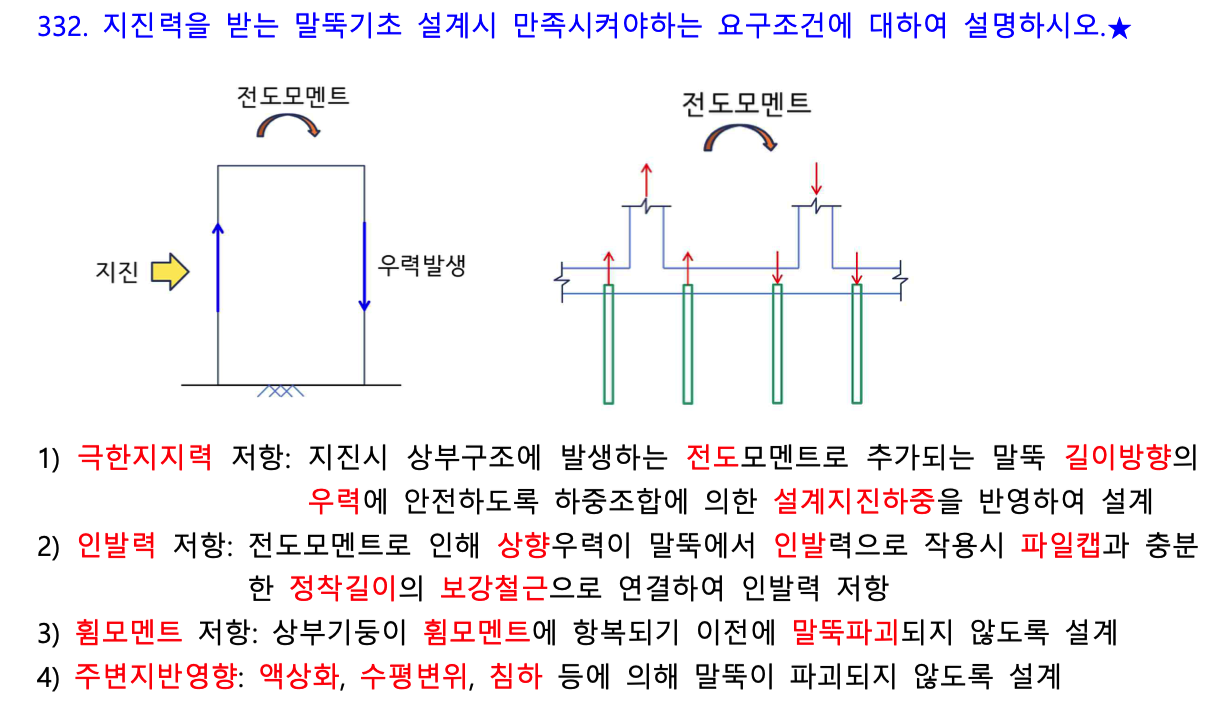 332. 지진력을 받는 말뚝기초 설계시 만족시켜야하는 요구조건에 대하여 설명하시오.★
전도모멘트
전도모멘트
지진
우력발생
1) 극한지지력 저항: 지진시 상부구조에 발생하는 전도모멘트로 추가되는 말뚝 길이방향의
우력에 안전하도록 하중조합에 의한 설계지진하중을 반영하여 설계
2) 인발력 저항: 전도모멘트로 인해 상향우력이 말뚝에서 인발력으로 작용시 파일캡과 충분
한 정착길이의 보강철근으로 연결하여 인발력 저항
3) 휨모멘트 저항: 상부기둥이 휨모멘트에 항복되기 이전에 말뚝파괴되지 않도록 설계
4) 주변지반영향: 액상화, 수평변위, 침하 등에 의해 말뚝이 파괴되지 않도록 설계